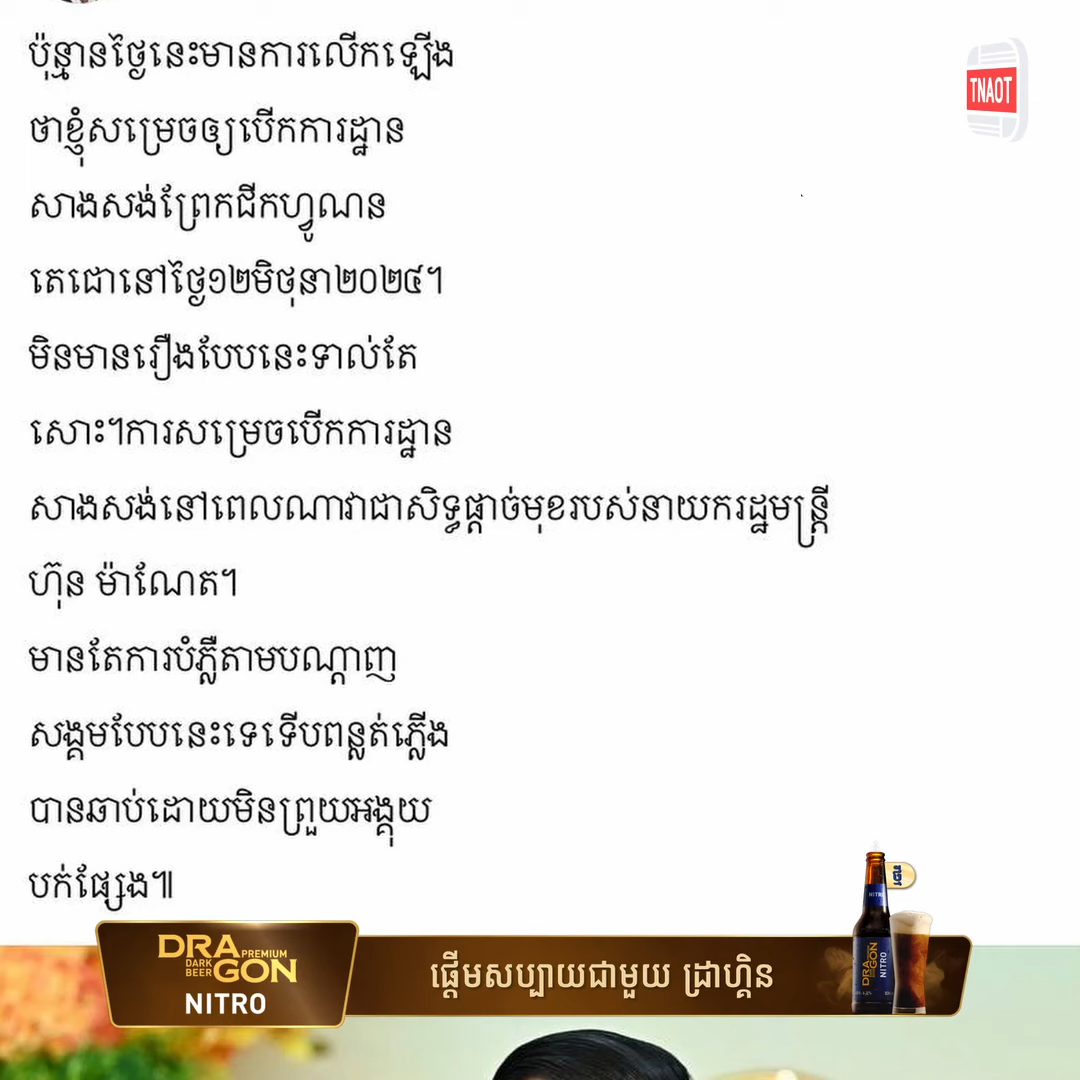 ប៉ុន្មានថ្ងៃនេះមានការលើកឡើង
TNAOT
ថាខ្ញុំសម្រេចឲ្យបើកការដ្ឋាន
សាងសង់ព្រែកជីកហ្វូណន
តេជោនៅថ្ងៃ១២មិថុនា២០២៤។
មិនមានរឿងបែបនេះទាល់តែ
សោះ។ការសម្រេចបើកការដ្ឋាន
សាងសង់នៅពេលណាវាជាសិទ្ធផ្តាច់មុខរបស់នាយករដ្ឋមន្ត្រី
ហ៊ុន ម៉ាណែត។
មានតែការបំភ្លឺតាមបណ្តាញ
សង្គមបែបនេះទេទើបពន្លត់ភ្លើង
បានឆាប់ដោយមិនព្រួយអង្គុយ
បក់ផ្សែង៕
DRAGON
PREMIUM DARK BEER
NITRO
ផ្តើមសប្បាយជាមួយ ដ្រាហ្គិន
NITRO
DRAGON
NITRO